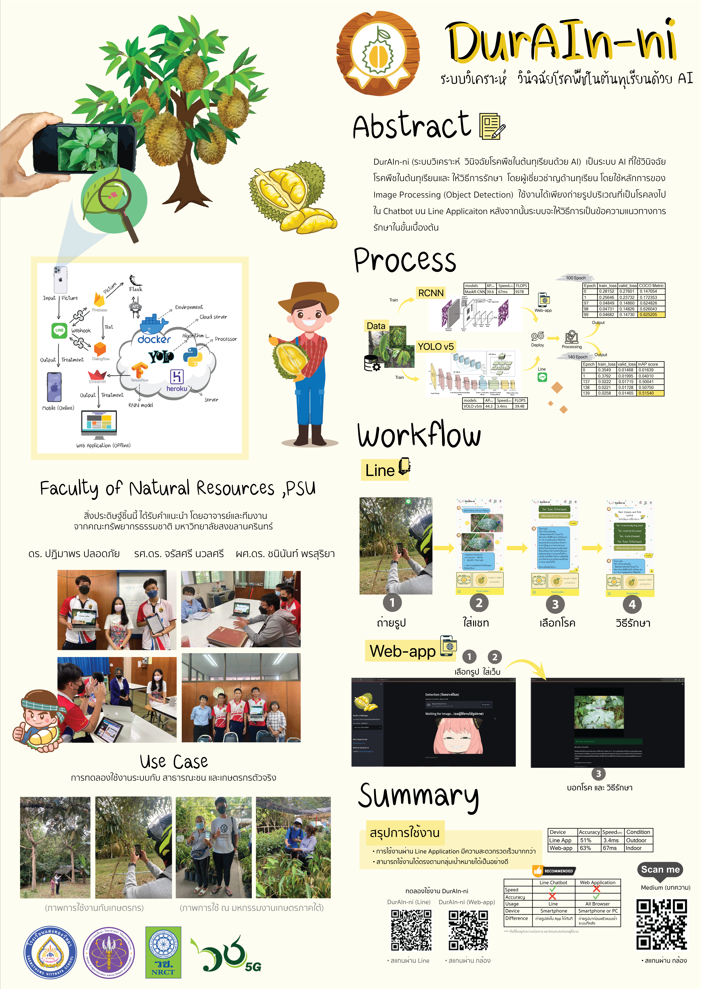 DurAIn-ni
ระบบวิเคราะห์ วินิจฉัยโรคพืชในต้นทุเรียนด้วย AI
Abstract
DurAIn-ni (ระบบวิเคราะห์ วินิจฉัยโรคพืชในต้นทุเรียนด้วย AI) เป็นระบบ AI ที่ใช้วินิจฉัย
โรคพืชในต้นทุเรียนและ ให้วิธีการรักษา โดยผู้เชี่ยวชาญด้านทุเรียน โดยใช้หลักการของ
Image Processing (Object Detection) ใช้งานได้เพียงถ่ายรูปบริเวณที่เป็นโรคลงไป
ใน Chatbot บน Line Applicaiton หลังจากนั้นระบบจะให้วิธีการเป็นข้อความแนวทางการ
รักษาในขั้นเบื้องต้น
Input Picture
Picture
Firebase
Flask
Webhook
Text
Dialogflow
Output Treatment
Mobile (Online)
Output Treatment
Web Application (Offline)
docker
YOLO
TensorFlow
heroku
Environment
Cloud server
Algorithm
Processor
RNN model
Server
Process
Data
Train
RCNN
Train
YOLO v5
Web-app
Deploy
Processing
Line
Output
Output
100 Epoch
Epoch train_loss valid_loss COCO Metric
140 Epoch
Epoch train_loss valid_loss mAP score
139 0.0258 0.01465 0.51540
Workflow
Line
1 ถ่ายรูป
2 ใส่แชท
3 เลือกโรค
4 วิธีรักษา
Web-app
1 2
เลือกรูป ใส่เว็บ
3
บอกโรค และ วิธีรักษา
Faculty of Natural Resources ,PSU
สิ่งประดิษฐ์ชิ้นนี้ ได้รับคำแนะนำ โดยอาจารย์และทีมงาน
จากคณะทรัพยากรธรรมชาติ มหาวิทยาลัยสงขลานครินทร์
ดร. ปฏิมาพร ปลอดภัย รศ.ดร. จรัสศรี นวลศรี ผศ.ดร. ชนินันท์ พรสุริยา
Use Case
การทดลองใช้งานระบบกับ สาธารณะชน และเกษตรกรตัวจริง
(ภาพการใช้งานกับเกษตรกร)
(ภาพการใช้ ณ มหกรรมงานเกษตรภาคใต้)
วช.
NRCT
5G
Summary
สรุปการใช้งาน
• การใช้งานผ่าน Line Application มีความสะดวกรวดเร็วมากกว่า
• สามารถใช้งานได้ตรงตามกลุ่มเป้าหมายได้เป็นอย่างดี
Device Accuracy Speed Condition
Line App 51% 3.4ms Outdoor
Web-app 63% 67ms Indoor
RECOMMENDED
Line Chatbot Web Application
Speed
Accuracy
Usage Line All Browser
Device Smartphone Smartphone or PC
Difference
ทดลองใช้งาน DurAIn-ni
DurAIn-ni (Line) DurAIn-ni (Web-app)
• สแกนผ่าน Line
• สแกนผ่าน กล้อง
Scan me
Medium (บทความ)
• สแกนผ่าน กล้อง